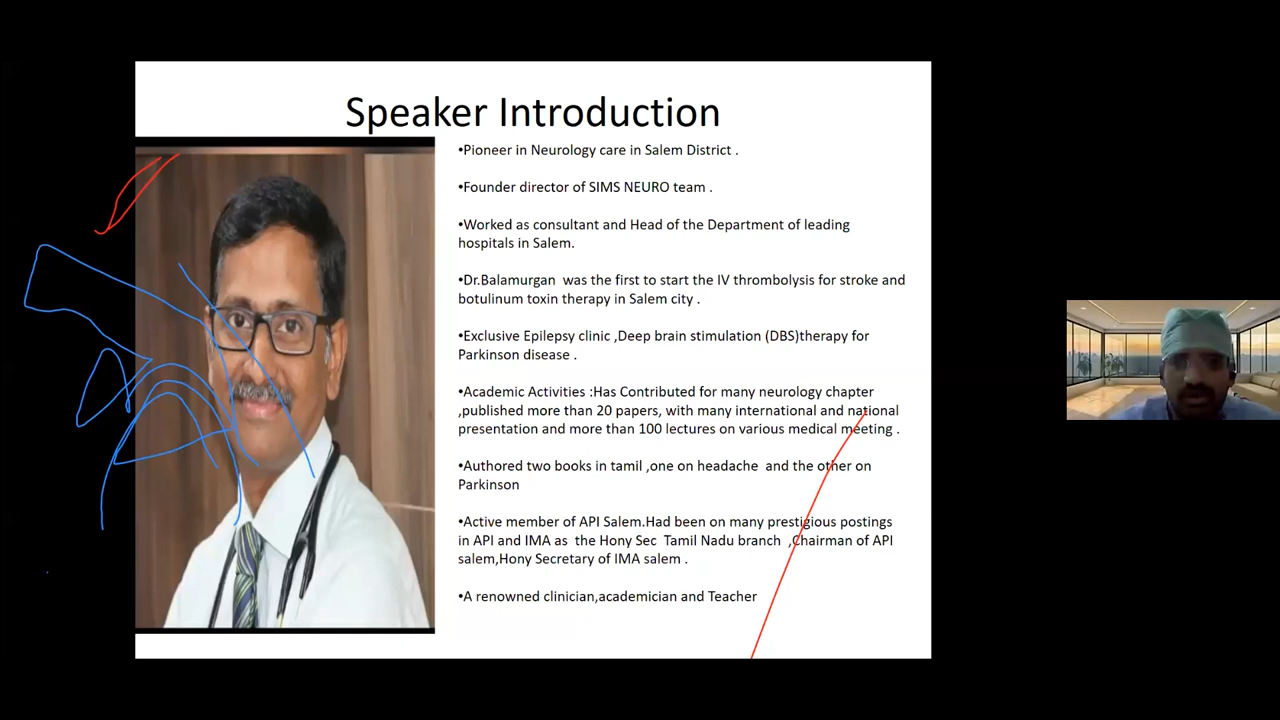 Speaker Introduction
•Pioneer in Neurology care in Salem District .
•Founder director of SIMS NEURO team .
•Worked as consultant and Head of the Department of leading
hospitals in Salem.
•Dr.Balamurgan  was the first to start the IV thrombolysis for stroke and
botulinum toxin therapy in Salem city .
•Exclusive Epilepsy clinic ,Deep brain stimulation (DBS)therapy for
Parkinson disease .
•Academic Activities :Has Contributed for many neurology chapter
,published more than 20 papers, with many international and national
presentation and more than 100 lectures on various medical meeting .
•Authored two books in tamil ,one on headache  and the other on
Parkinson
•Active member of API Salem.Had been on many prestigious postings
in API and IMA as  the Hony Sec  Tamil Nadu branch  ,Chairman of API
salem,Hony Secretary of IMA salem .
•A renowned clinician,academician and Teacher